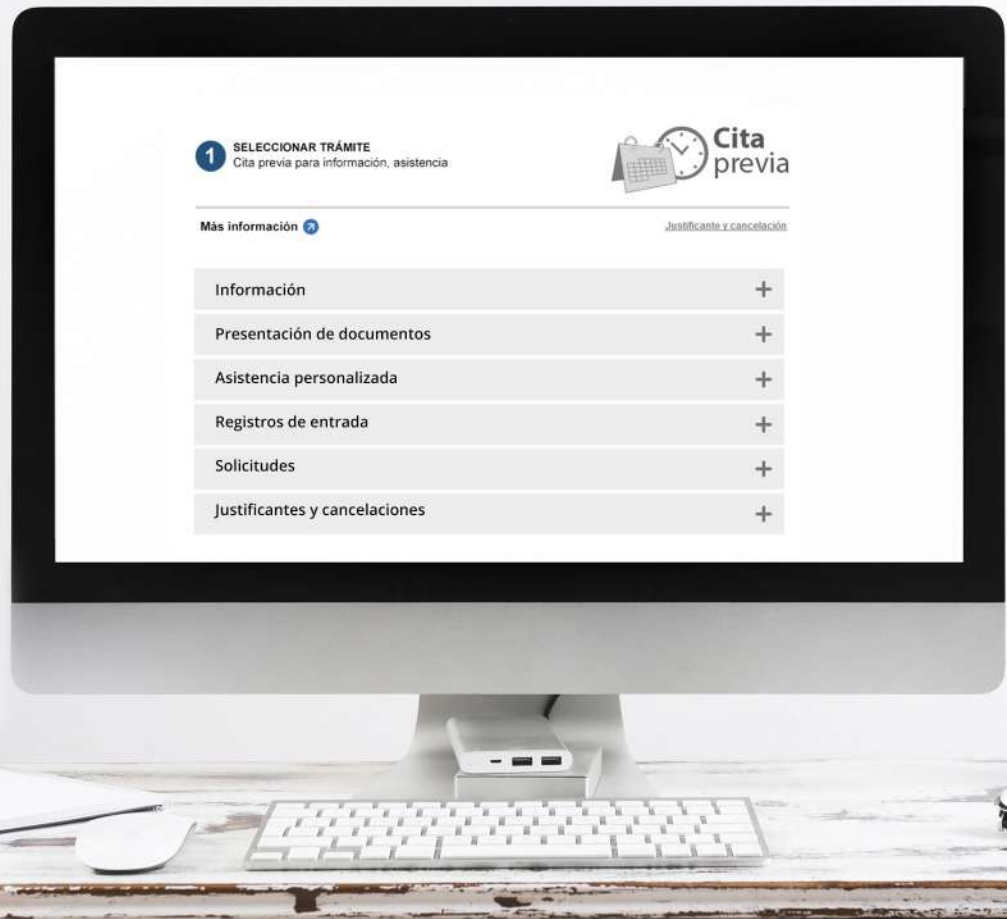 1
SELECCIONAR TRÁMITE
Cita previa para información, asistencia
Cita
previa
Más información
Justificante y cancelación
Información
Presentación de documentos
Asistencia personalizada
Registros de entrada
Solicitudes
Justificantes y cancelaciones